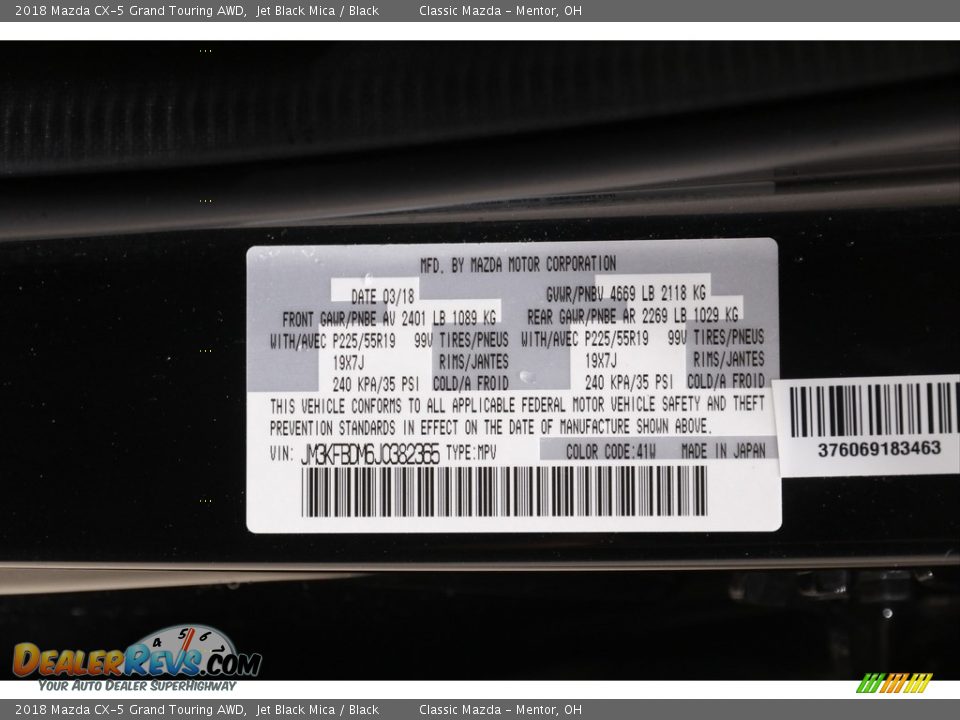 2018 Mazda CX-5 Grand Touring AWD, Jet Black Mica / Black Classic Mazda - Mentor, OH
MFD. BY MAZDA MOTOR CORPORATION
DATE 03/18 GVWR/PNBV 4669 LB 2118 KG
FRONT GAWR/PNBE AV 2401 LB 1089 KG REAR GAWR/PNBE AR 2269 LB 1029 KG
WITH/AVEC P225/55R19 99V TIRES/PNEUS WITH/AVEC P225/55R19 99V TIRES/PNEUS
19X7J RIMS/JANTES 19X7J RIMS/JANTES
240 KPA/35 PSI COLD/A FROID 240 KPA/35 PSI COLD/A FROID
THIS VEHICLE CONFORMS TO ALL APPLICABLE FEDERAL MOTOR VEHICLE SAFETY AND THEFT
PREVENTION STANDARDS IN EFFECT ON THE DATE OF MANUFACTURE SHOWN ABOVE.
VIN: JM3KFBDM6J0382365 TYPE:MPV COLOR CODE:41W MADE IN JAPAN
376069183463
4 5 6
DEALERREVS.COM
YOUR AUTO DEALER SUPERHIGHWAY
2018 Mazda CX-5 Grand Touring AWD, Jet Black Mica / Black Classic Mazda - Mentor, OH